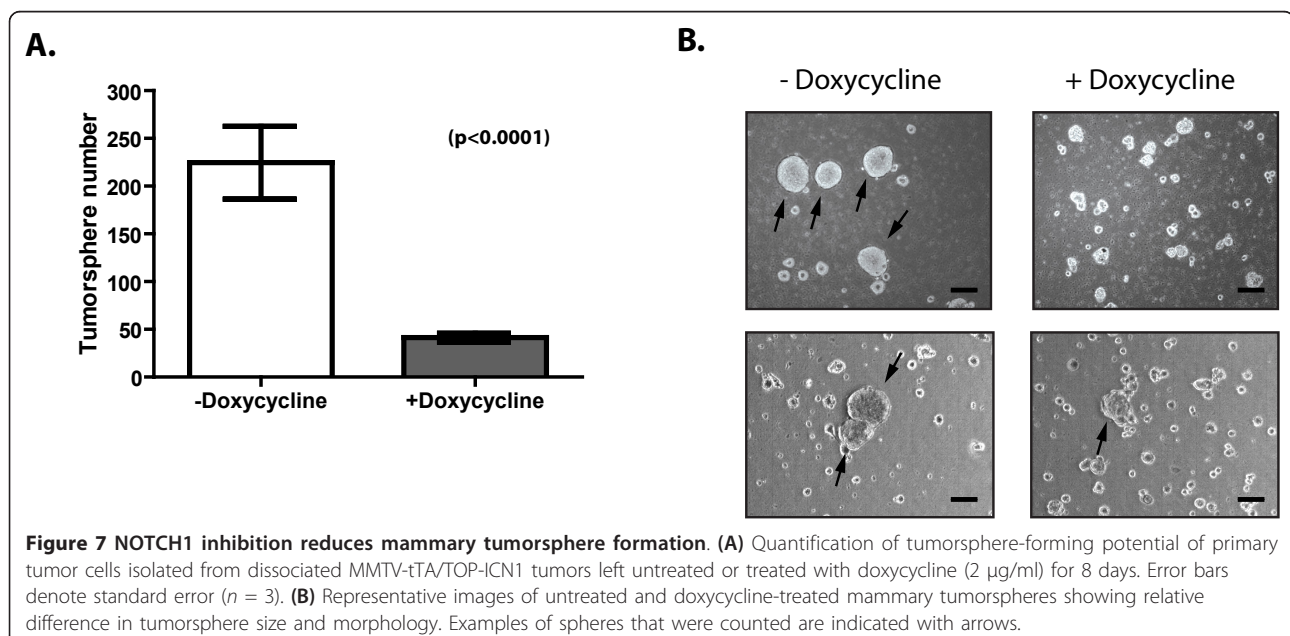 A.
300
250
200
150
100
50
0
Tumorsphere number
(p<0.0001)
-Doxycycline
+Doxycycline
B.
- Doxycycline
+ Doxycycline
Figure 7 NOTCH1 inhibition reduces mammary tumorsphere formation. (A) Quantification of tumorsphere-forming potential of primary
tumor cells isolated from dissociated MMTV-tTA/TOP-ICN1 tumors left untreated or treated with doxycycline (2 μg/ml) for 8 days. Error bars
denote standard error (n = 3). (B) Representative images of untreated and doxycycline-treated mammary tumorspheres showing relative
difference in tumorsphere size and morphology. Examples of spheres that were counted are indicated with arrows.